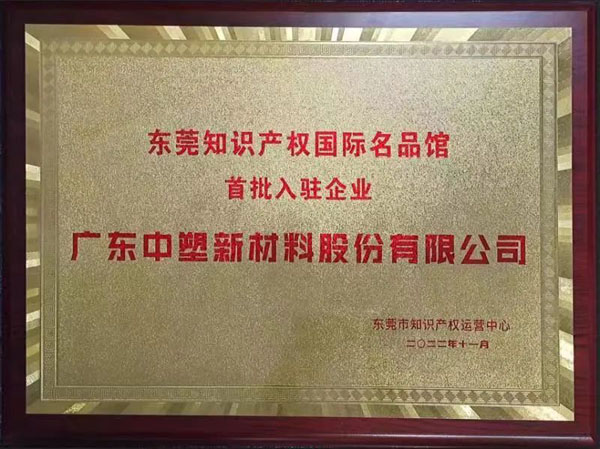 东莞知识产权国际名品馆
首批入驻企业
广东中塑新材料股份有限公司
东莞市知识产权运营中心
二〇二二年十一月